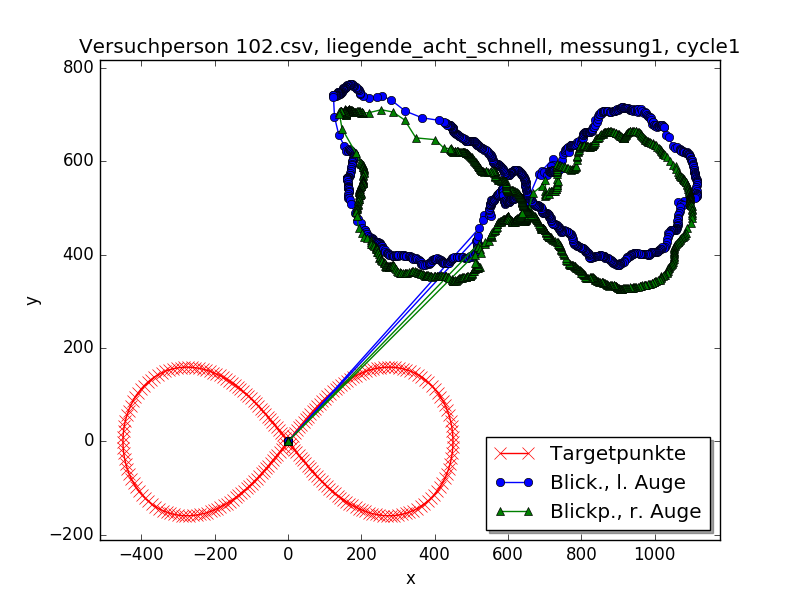 Versuchperson 102.csv, liegende_acht_schnell, messung1, cycle1
800
600
400
200
0
−200
y
−400
−200
0
200
400
600
800
1000
x
Targetpunkte
Blick., l. Auge
Blickp., r. Auge